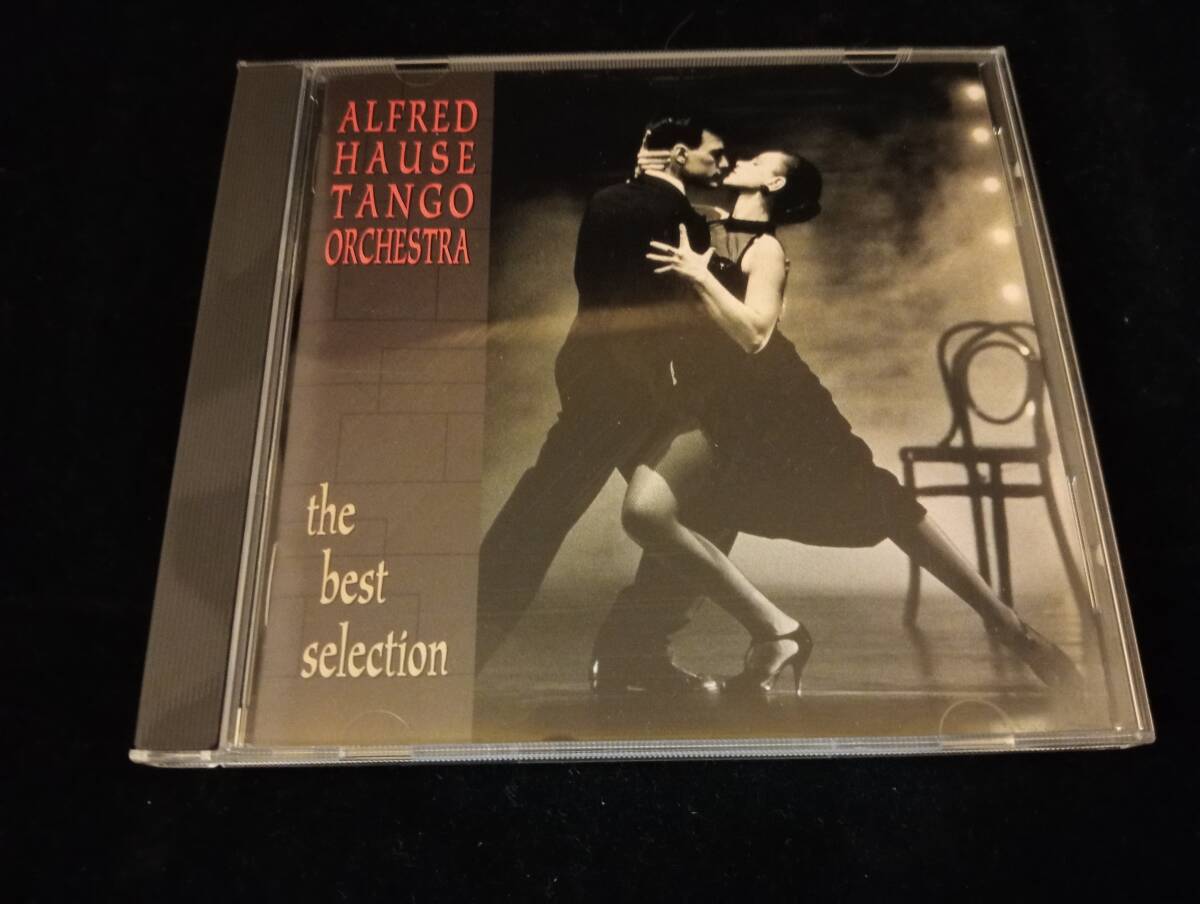 ALFRED
HAUSE
TANGO
ORCHESTRA
the
best
selection